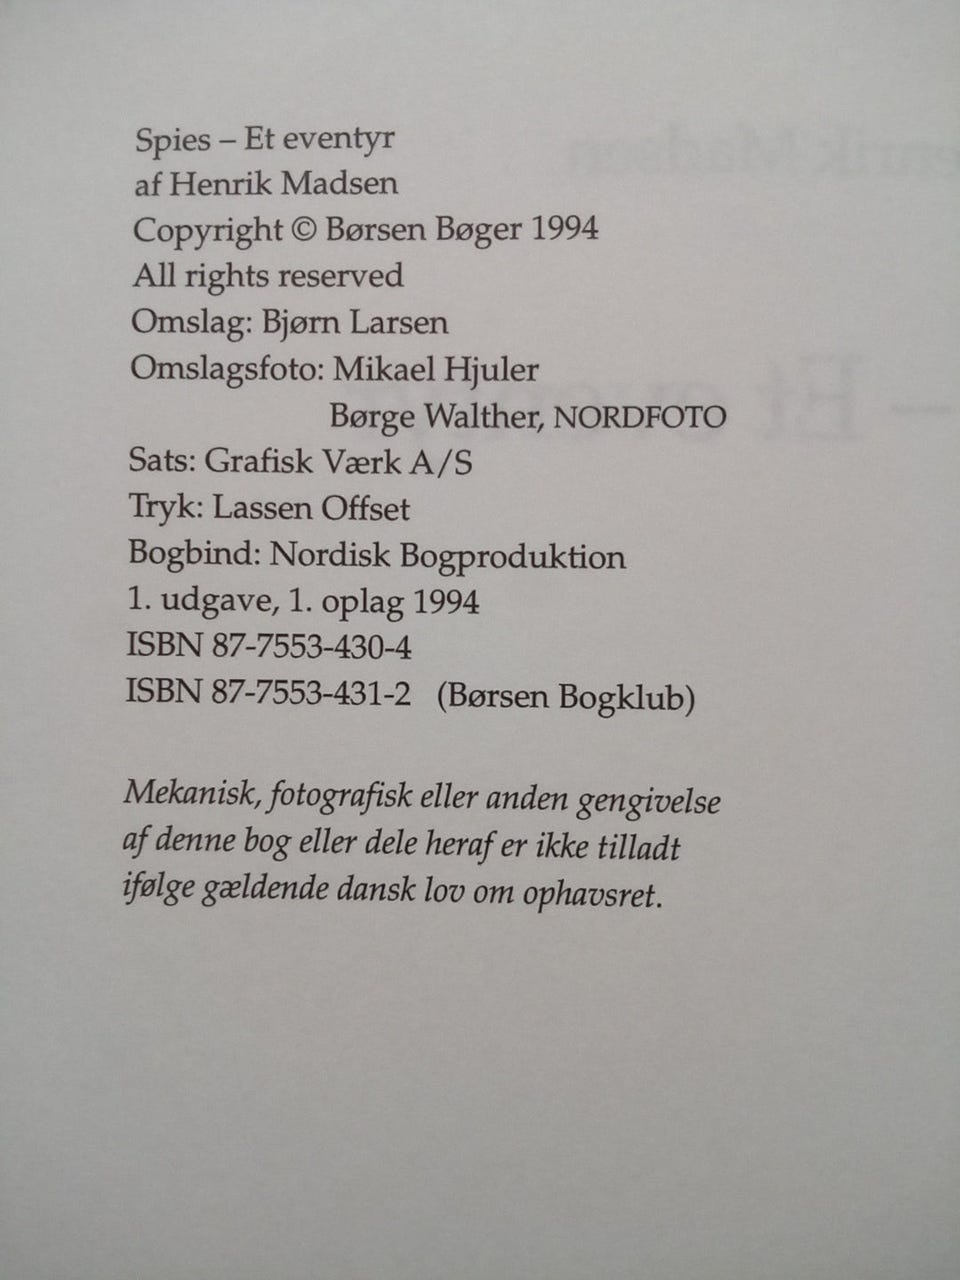 Spies – Et eventyr
af Henrik Madsen
Copyright © Børsen Bøger 1994
All rights reserved
Omslag: Bjørn Larsen
Omslagsfoto: Mikael Hjuler
Børge Walther, NORDFOTO
Sats: Grafisk Værk A/S
Tryk: Lassen Offset
Bogbind: Nordisk Bogproduktion
1. udgave, 1. oplag 1994
ISBN 87-7553-430-4
ISBN 87-7553-431-2 (Børsen Bogklub)
Mekanisk, fotografisk eller anden gengivelse
af denne bog eller dele heraf er ikke tilladt
ifølge gældende dansk lov om ophavsret.